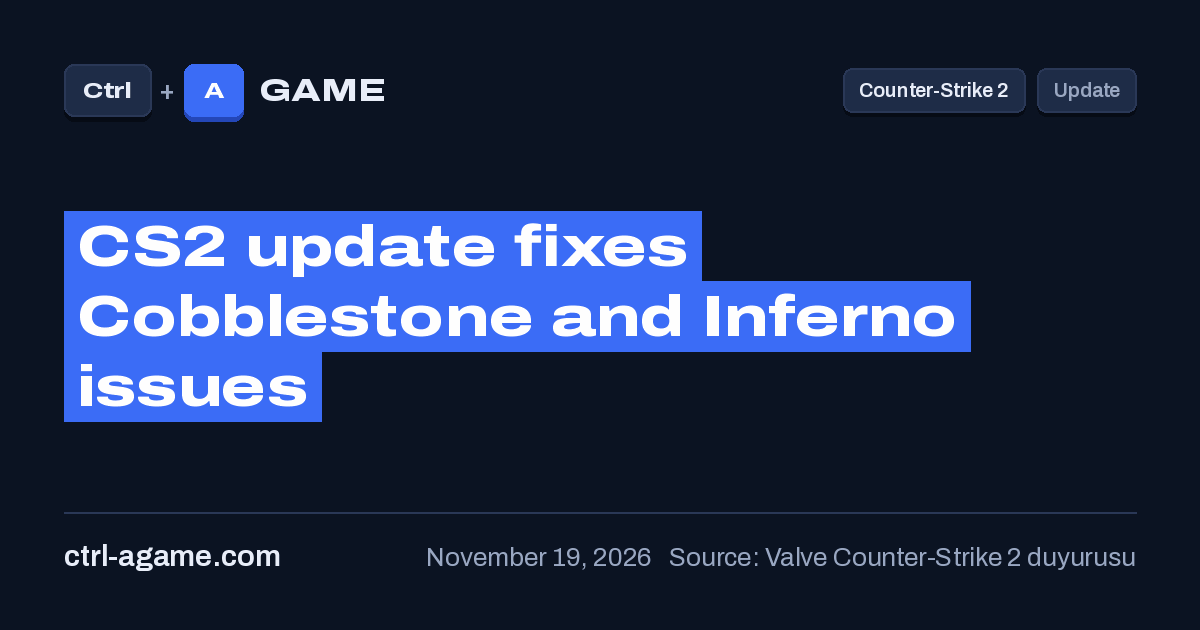 Ctrl + A GAME
Counter-Strike 2 Update
CS2 update fixes
Cobblestone and Inferno
issues
ctrl-agame.com
November 19, 2026 Source: Valve Counter-Strike 2 duyurusu